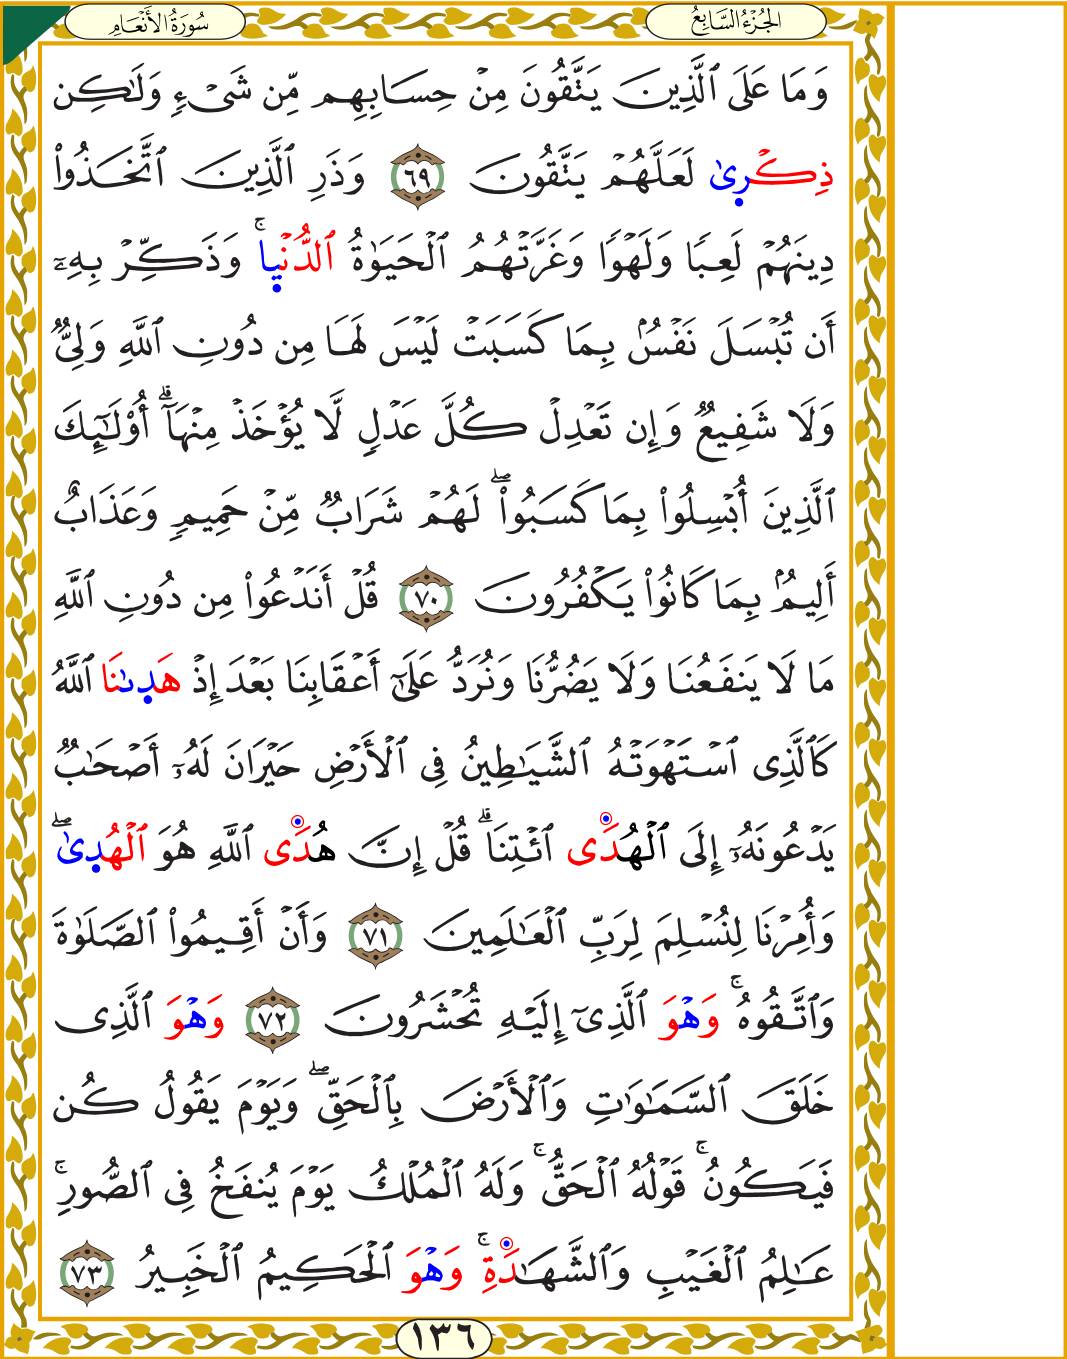 سُورَةُ الأَنْعَامِ
الجُزْءُ السَّابِعُ
وَمَا عَلَى ٱلَّذِينَ يَتَّقُونَ مِنْ حِسَابِهِم مِّن شَىْءٍ وَلَٰكِن
ذِكْرىٰ لَعَلَّهُمْ يَتَّقُونَ ٦٩ وَذَرِ ٱلَّذِينَ ٱتَّخَذُوا۟
دِينَهُمْ لَعِبًا وَلَهْوًا وَغَرَّتْهُمُ ٱلْحَيَوٰةُ ٱلدُّنْيا ۚ وَذَكِّرْ بِهِۦٓ
أَن تُبْسَلَ نَفْسٌۢ بِمَا كَسَبَتْ لَيْسَ لَهَا مِن دُونِ ٱللَّهِ وَلِىٌّ
وَلَا شَفِيعٌ وَإِن تَعْدِلْ كُلَّ عَدْلٍ لَّا يُؤْخَذْ مِنْهَآ ۗ أُو۟لَٰٓئِكَ
ٱلَّذِينَ أُبْسِلُوا۟ بِمَا كَسَبُوا۟ ۖ لَهُمْ شَرَابٌ مِّنْ حَمِيمٍ وَعَذَابٌ
أَلِيمٌۢ بِمَا كَانُوا۟ يَكْفُرُونَ ٧٠ قُلْ أَنَدْعُوا۟ مِن دُونِ ٱللَّهِ
مَا لَا يَنفَعُنَا وَلَا يَضُرُّنَا وَنُرَدُّ عَلَىٰٓ أَعْقَابِنَا بَعْدَ إِذْ هَدىٰنَا ٱللَّهُ
كَٱلَّذِى ٱسْتَهْوَتْهُ ٱلشَّيَٰطِينُ فِى ٱلْأَرْضِ حَيْرَانَ لَهُۥٓ أَصْحَٰبٌ
يَدْعُونَهُۥٓ إِلَى ٱلْهُدَى ٱئْتِنَا ۗ قُلْ إِنَّ هُدَى ٱللَّهِ هُوَ ٱلْهُدىٰ ۖ
وَأُمِرْنَا لِنُسْلِمَ لِرَبِّ ٱلْعَٰلَمِينَ ٧١ وَأَنْ أَقِيمُوا۟ ٱلصَّلَوٰةَ
وَٱتَّقُوهُ ۚ وَهْوَ ٱلَّذِىٓ إِلَيْهِ تُحْشَرُونَ ٧٢ وَهْوَ ٱلَّذِى
خَلَقَ ٱلسَّمَٰوَٰتِ وَٱلْأَرْضَ بِٱلْحَقِّ ۖ وَيَوْمَ يَقُولُ كُن
فَيَكُونُ ۚ قَوْلُهُ ٱلْحَقُّ ۚ وَلَهُ ٱلْمُلْكُ يَوْمَ يُنفَخُ فِى ٱلصُّورِ ۚ
عَٰلِمُ ٱلْغَيْبِ وَٱلشَّهَٰدَةِ ۚ وَهْوَ ٱلْحَكِيمُ ٱلْخَبِيرُ ٧٣
١٣٦